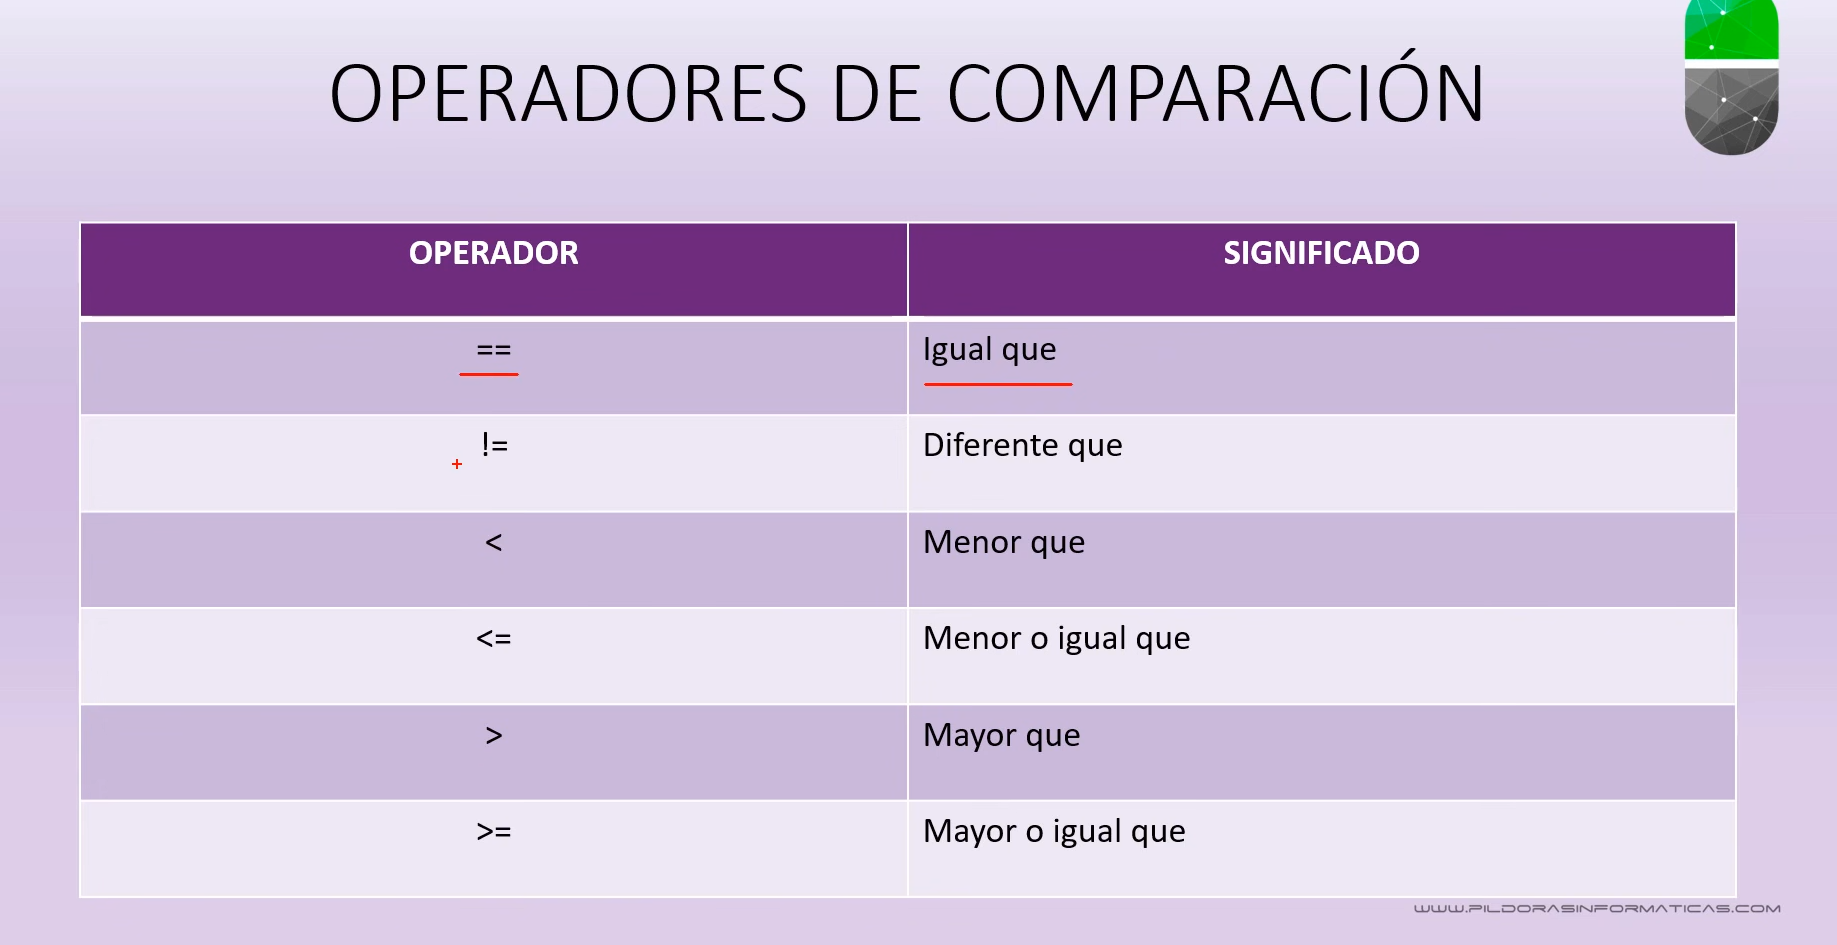 OPERADORES DE COMPARACIÓN
OPERADOR SIGNIFICADO
== Igual que
!= Diferente que
< Menor que
<= Menor o igual que
> Mayor que
>= Mayor o igual que
WWW.PILDORASINFORMATICAS.COM